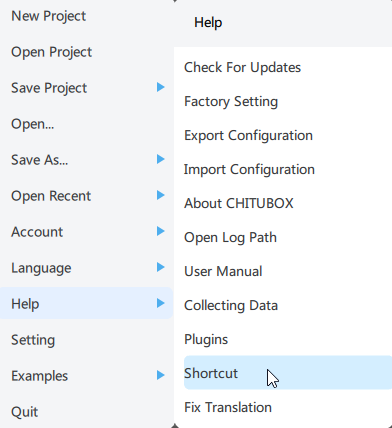 New Project
Open Project
Save Project
Open...
Save As...
Open Recent
Account
Language
Help
Setting
Examples
Quit
Help
Check For Updates
Factory Setting
Export Configuration
Import Configuration
About CHITUBOX
Open Log Path
User Manual
Collecting Data
Plugins
Shortcut
Fix Translation